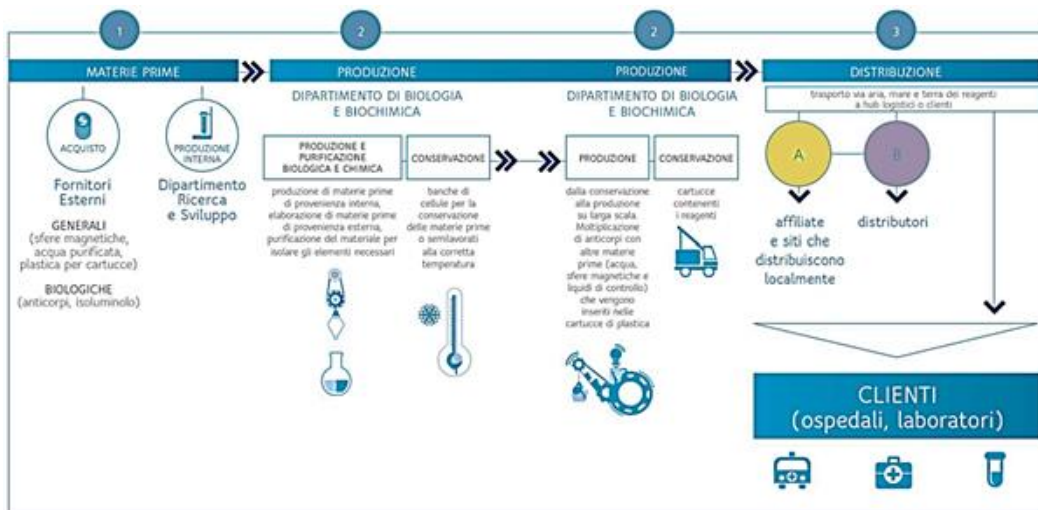 1
2
2
3
MATERIE PRIME
PRODUZIONE
PRODUZIONE
DISTRIBUZIONE
ACQUISTO
Fornitori
Esterni
GENERALI
(sfere magnetiche,
acqua purificata,
plastica per cartucce)
BIOLOGICHE
(anticorpi, isoluminolo)
PRODUZIONE
INTERNA
Dipartimento
Ricerca
e Sviluppo
DIPARTIMENTO DI BIOLOGIA
E BIOCHIMICA
PRODUZIONE E
PURIFICAZIONE
BIOLOGICA E CHIMICA
produzione di materie prime
di provenienza interna,
elaborazione di materie prime
di provenienza esterna,
purificazione del materiale per
isolare gli elementi necessari
CONSERVAZIONE
banche di
cellule per la
conservazione
delle materie prime
o semilavorati
alla corretta
temperatura
DIPARTIMENTO DI BIOLOGIA
E BIOCHIMICA
PRODUZIONE
dalla conservazione
alla produzione
su larga scala.
Moltiplicazione
di anticorpi con
altre materie
prime (acqua,
sfere magnetiche e
liquidi di controllo)
che vengono
inseriti nelle
cartucce di plastica
CONSERVAZIONE
cartucce
contenenti
i reagenti
trasporto via aria, mare e terra dei reagenti
a hub logistici o clienti
A
affiliate
e siti che
distribuiscono
localmente
B
distributori
CLIENTI
(ospedali, laboratori)